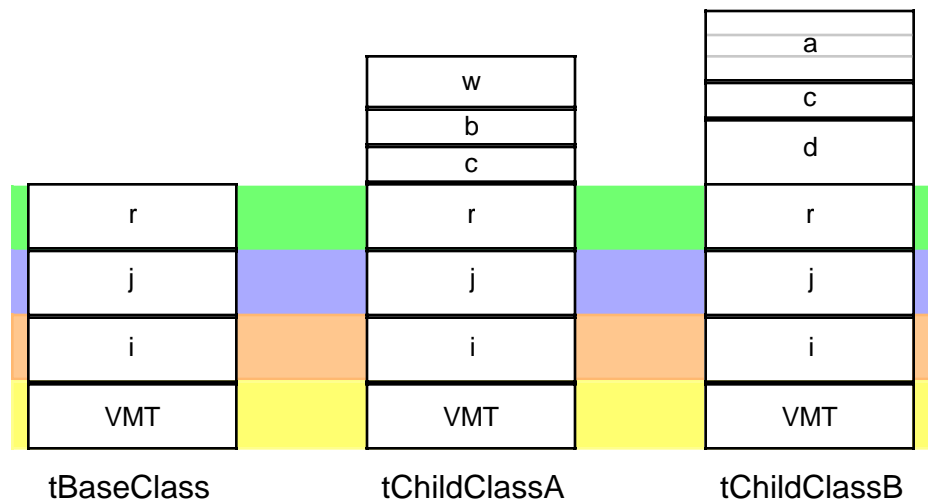 a
w
c
b
d
c
r r r
j j j
i i i
VMT VMT VMT
tBaseClass tChildClassA tChildClassB